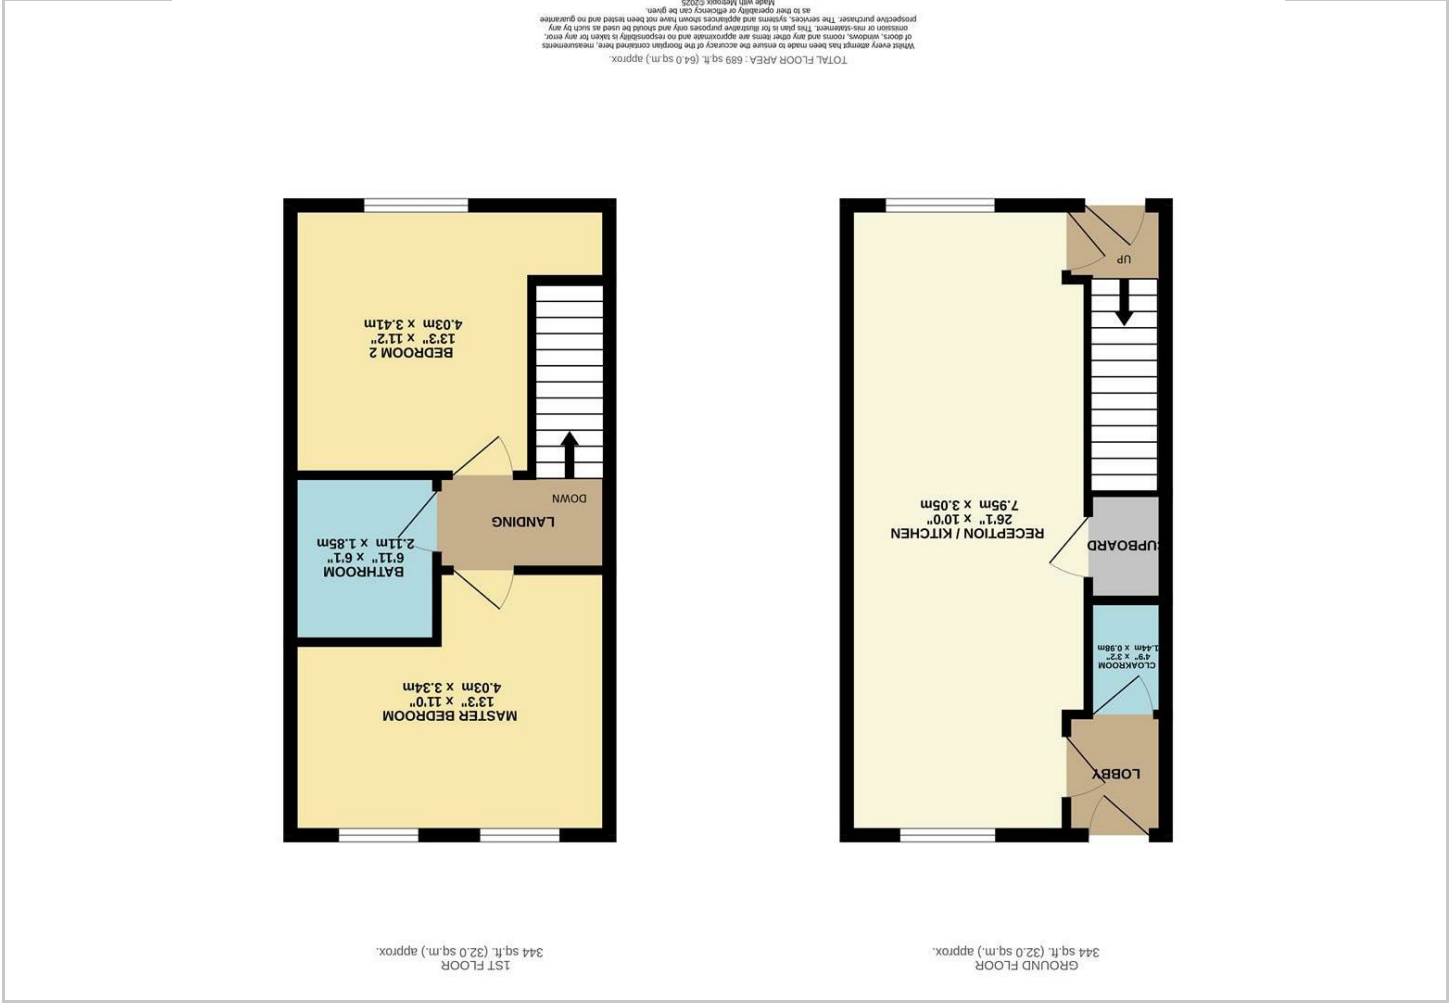 GROUND FLOOR
344 sq.ft. (32.0 sq.m.) approx.
1ST FLOOR
344 sq.ft. (32.0 sq.m.) approx.
LOBBY
CLOAKROOM
4'9" x 3'2"
1.44m x 0.98m
CUPBOARD
RECEPTION / KITCHEN
26'1" x 10'0"
7.95m x 3.05m
UP
MASTER BEDROOM
13'3" x 11'0"
4.03m x 3.34m
BATHROOM
6'11" x 6'1"
2.11m x 1.85m
LANDING
DOWN
BEDROOM 2
13'3" x 11'2"
4.03m x 3.41m
TOTAL FLOOR AREA : 689 sq.ft. (64.0 sq.m.) approx.
Whilst every attempt has been made to ensure the accuracy of the floorplan contained here, measurements
of doors, windows, rooms and any other items are approximate and no responsibility is taken for any error,
omission or mis-statement. This plan is for illustrative purposes only and should be used as such by any
prospective purchaser. The services, systems and appliances shown have not been tested and no guarantee
as to their operability or efficiency can be given.
Made with Metropix ©2025